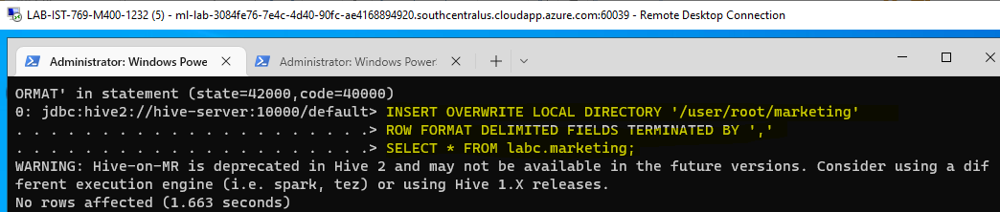 LAB-IST-769-M400-1232 (5) - ml-lab-3084fe76-7e4c-4d40-90fc-ae4168894920.southcentralus.cloudapp.azure.com:60039 - Remote Desktop Connection
Administrator: Windows Powe
Administrator: Windows Power
ORMAT' in statement (state=42000,code=40000)
0: jdbc:hive2://hive-server:10000/default> INSERT OVERWRITE LOCAL DIRECTORY '/user/root/marketing'
. . . . . . . . . . . . . . . . . . . . .> ROW FORMAT DELIMITED FIELDS TERMINATED BY ','
. . . . . . . . . . . . . . . . . . . . .> SELECT * FROM labc.marketing;
WARNING: Hive-on-MR is deprecated in Hive 2 and may not be available in the future versions. Consider using a dif
ferent execution engine (i.e. spark, tez) or using Hive 1.X releases.
No rows affected (1.663 seconds)